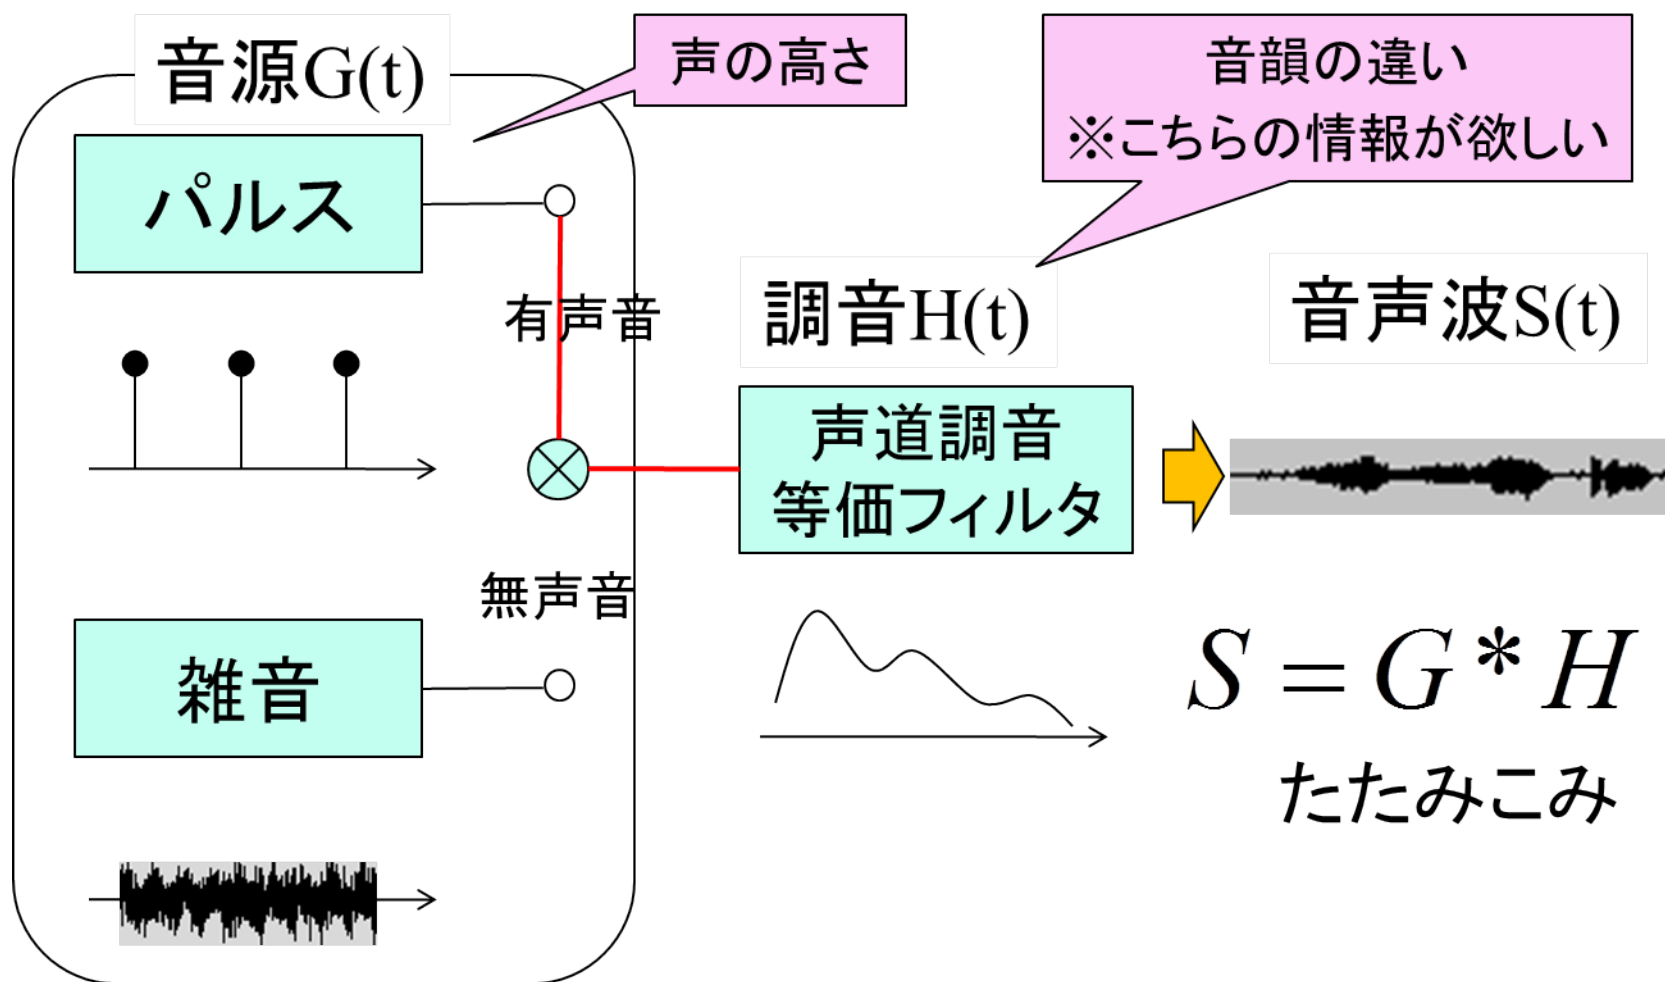 音源G(t)
声の高さ
音韻の違い
※こちらの情報が欲しい
パルス
有声音
調音H(t)
音声波S(t)
声道調音
等価フィルタ
無声音
雑音
S = G * H
たたみこみ